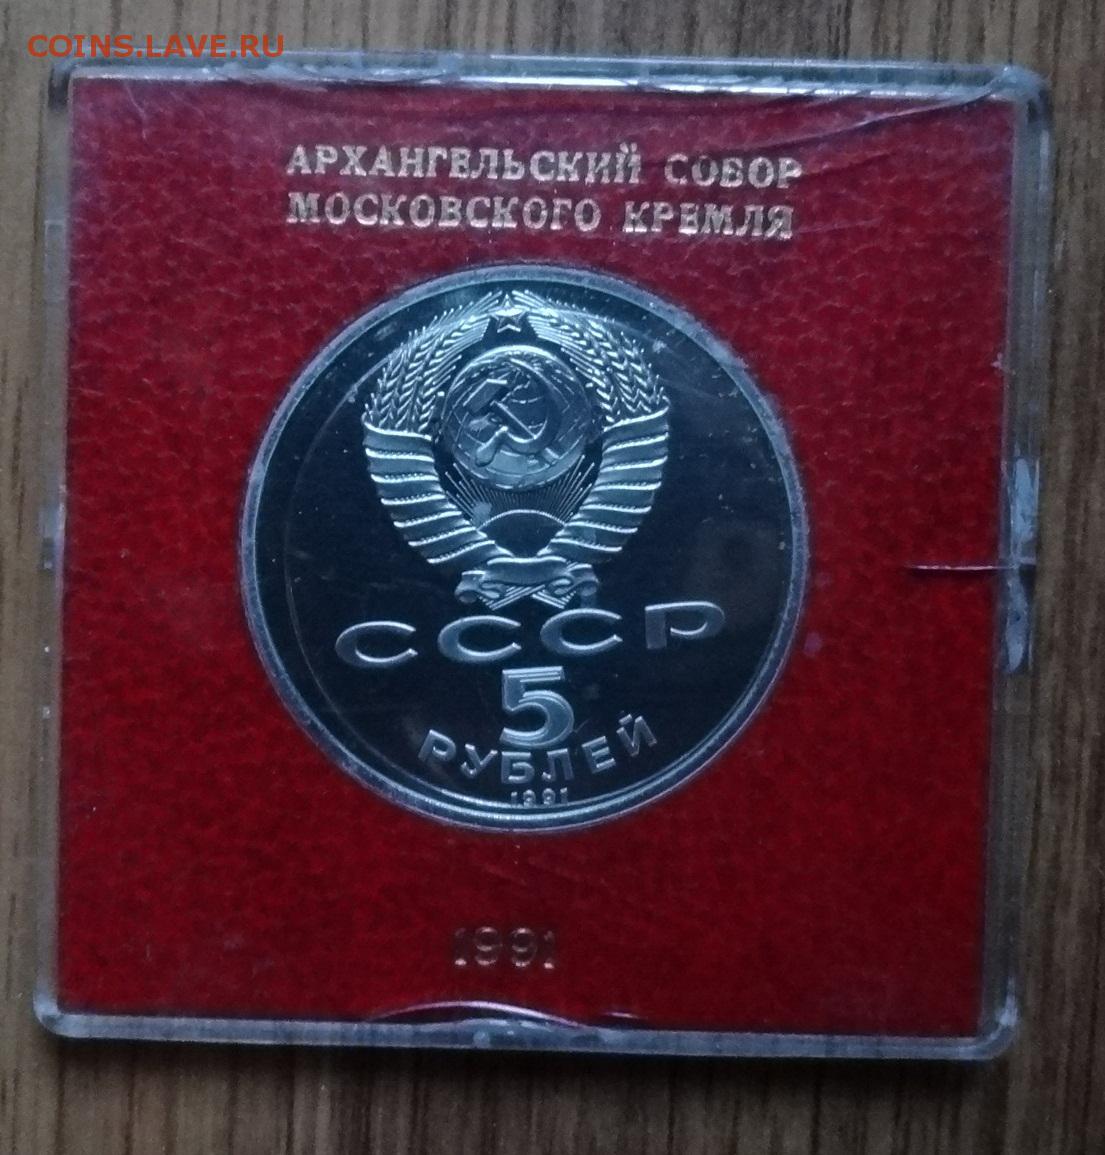 COINS.LAVE.RU
АРХАНГЕЛЬСКИЙ СОБОР
МОСКОВСКОГО КРЕМЛЯ
СССР
5
РУБЛЕЙ
1991
1991